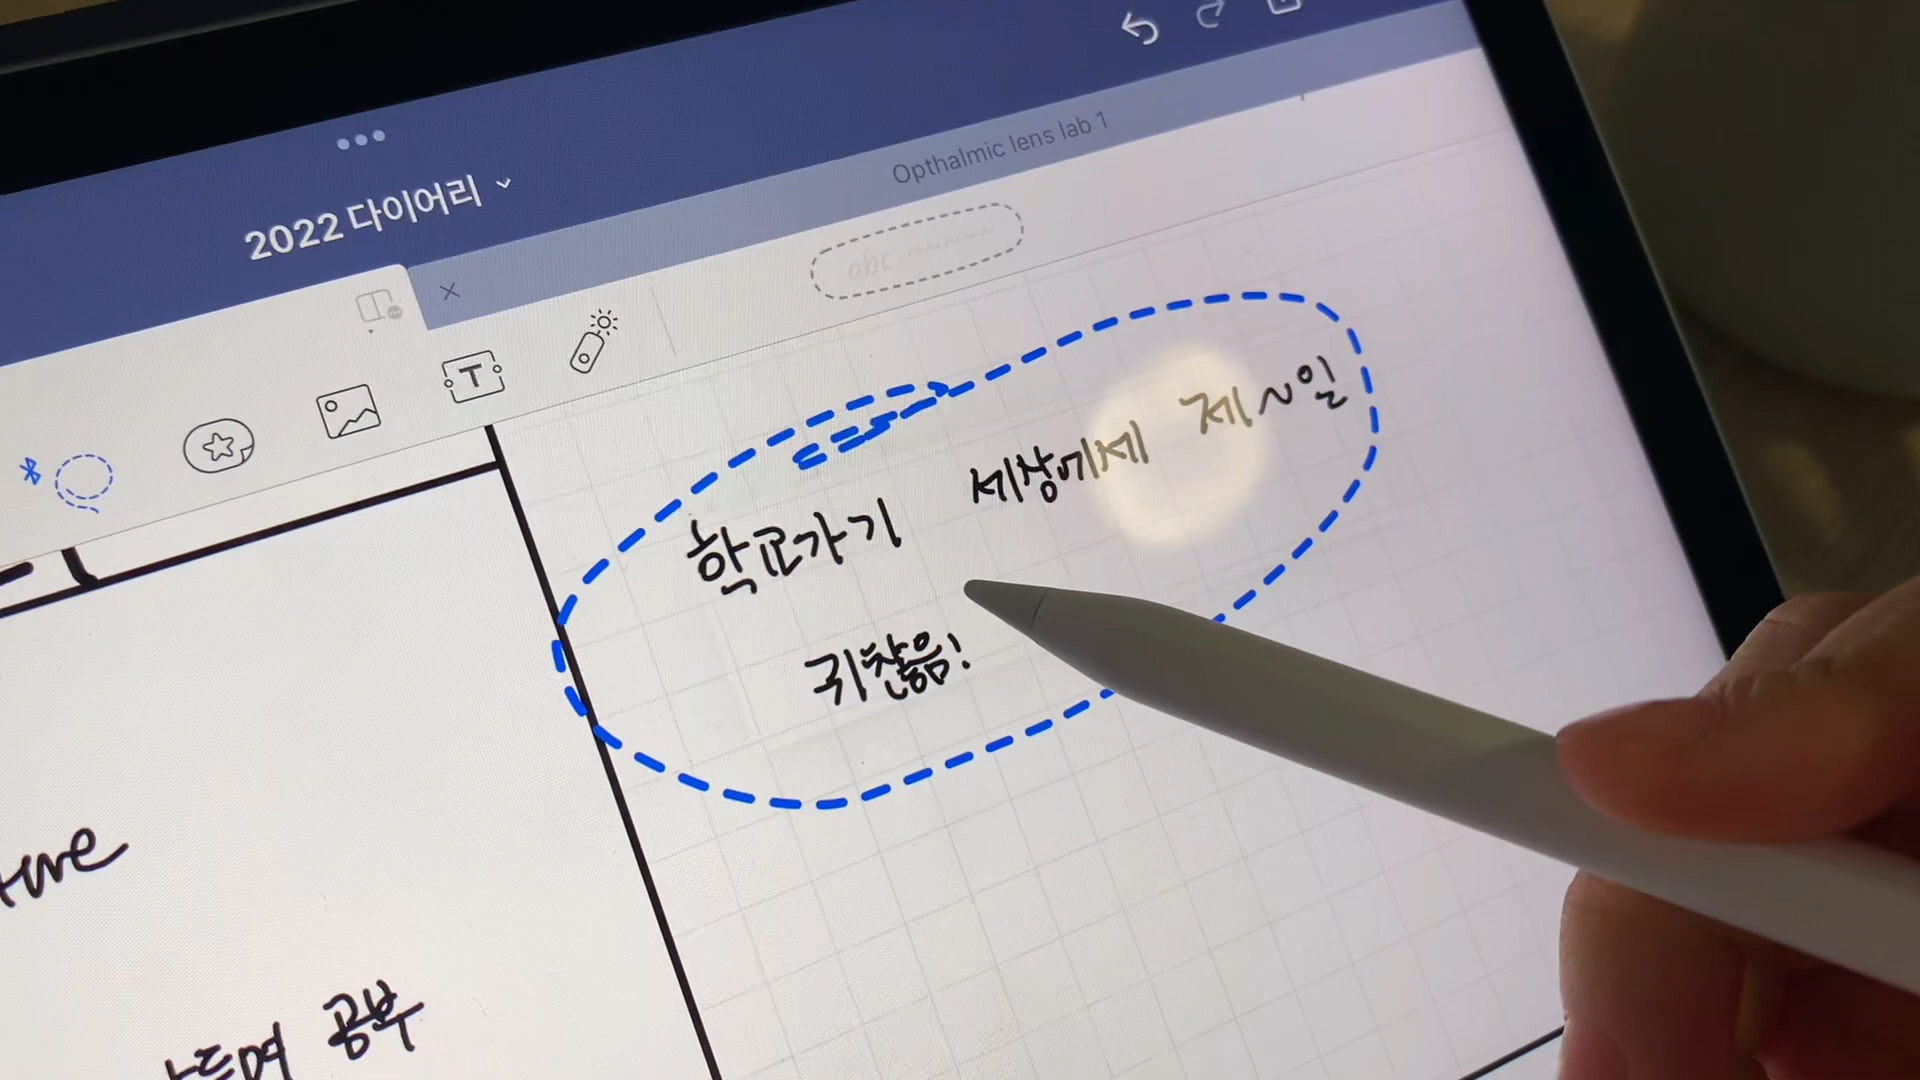 2022 다이어리
Opthalmic lens lab 1
abc
T
학교가기 세상에제 제~일
귀찮음!
공부